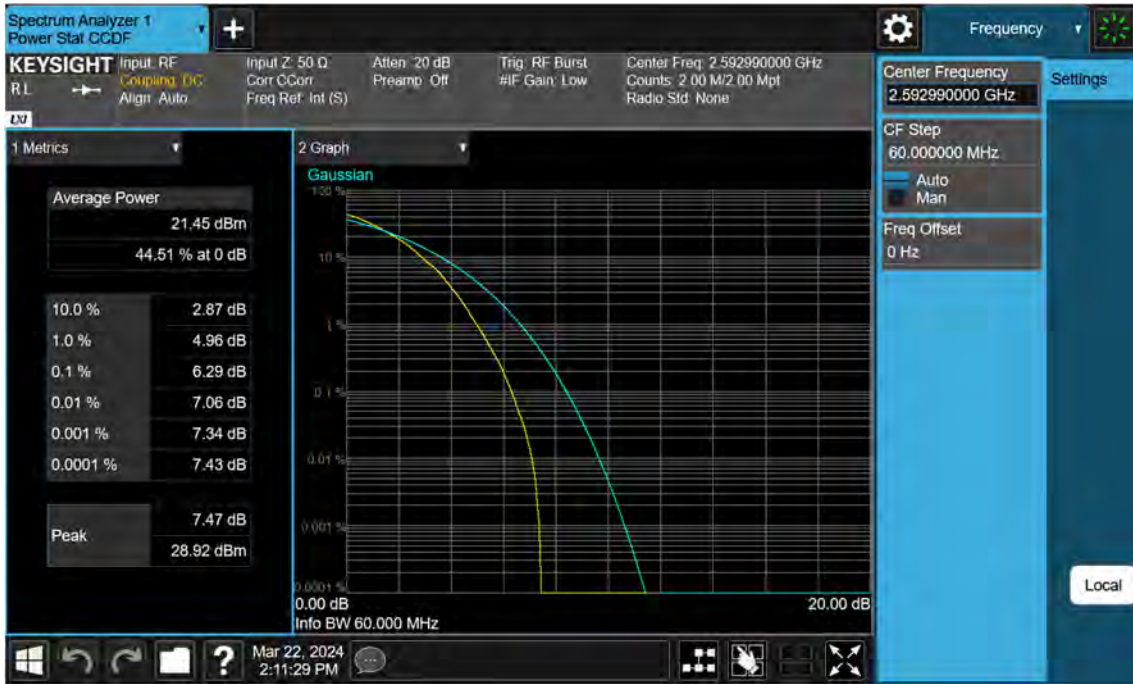 Spectrum Analyzer 1
Power Stat CCDF
+
Frequency
KEYSIGHT
RL
LXI
Input: RF
Coupling: DC
Align: Auto
Input Z: 50 Ω
Corr CCorr
Freq Ref: Int (S)
Atten: 20 dB
Preamp: Off
Trig: RF Burst
#IF Gain: Low
Center Freq: 2.592990000 GHz
Counts: 2.00 M/2.00 Mpt
Radio Std: None
Center Frequency
2.592990000 GHz
Settings
CF Step
60.000000 MHz
Auto
Man
Freq Offset
0 Hz
Local
1 Metrics
Average Power
21.45 dBm
44.51 % at 0 dB
10.0 % 2.87 dB
1.0 % 4.96 dB
0.1 % 6.29 dB
0.01 % 7.06 dB
0.001 % 7.34 dB
0.0001 % 7.43 dB
Peak
7.47 dB
28.92 dBm
2 Graph
Gaussian
100 %
10 %
1 %
0.1 %
0.01 %
0.001 %
0.0001 %
0.00 dB 20.00 dB
Info BW 60.000 MHz
?
Mar 22, 2024
2:11:29 PM